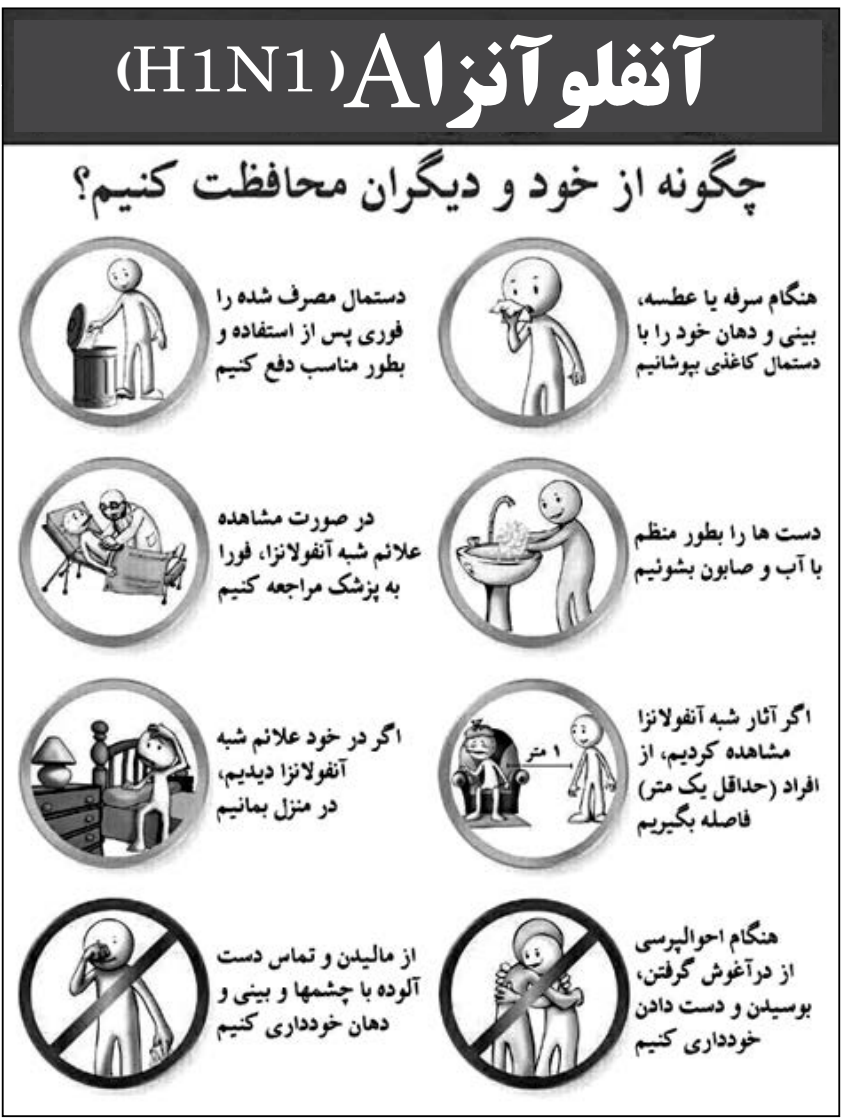 آنفلوآنزا A (H1N1)
چگونه از خود و دیگران محافظت کنیم؟
هنگام سرفه یا عطسه،
بینی و دهان خود را با
دستمال کاغذی بپوشانیم
دستمال مصرف شده را
فوری پس از استفاده و
بطور مناسب دفع کنیم
دست ها را بطور منظم
با آب و صابون بشوئیم
در صورت مشاهده
علائم شبه آنفولانزا، فورا
به پزشک مراجعه کنیم
اگر آثار شبه آنفولانزا
مشاهده کردیم، از
افراد (حداقل یک متر)
فاصله بگیریم
۱ متر
اگر در خود علائم شبه
آنفولانزا دیدیم،
در منزل بمانیم
هنگام احوالپرسی
از درآغوش گرفتن،
بوسیدن و دست دادن
خودداری کنیم
از مالیدن و تماس دست
آلوده با چشمها و بینی و
دهان خودداری کنیم